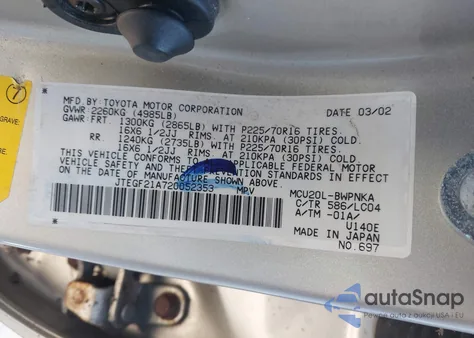 7
MFD. BY: TOYOTA MOTOR CORPORATION DATE 03/02
GVWR: 2260KG (4985LB)
GAWR: FRT 1300KG (2865LB) WITH P225/70R16 TIRES.
16X6 1/2JJ RIMS AT 210KPA (30PSI) COLD.
RR 1240KG (2735LB) WITH P225/70R16 TIRES.
16X6 1/2JJ RIMS AT 210KPA (30PSI) COLD.
THIS VEHICLE CONFORMS TO ALL APPLICABLE FEDERAL MOTOR
VEHICLE SAFETY AND THEFT PREVENTION STANDARDS IN EFFECT
ON THE DATE OF MANUFACTURE SHOWN ABOVE.
JTEGF21A720052353 MPV
MCU20L-BWPNKA
C/TR 586/LC04
A/TM -01A/
U140E
MADE IN JAPAN
NO.697
autaSnap